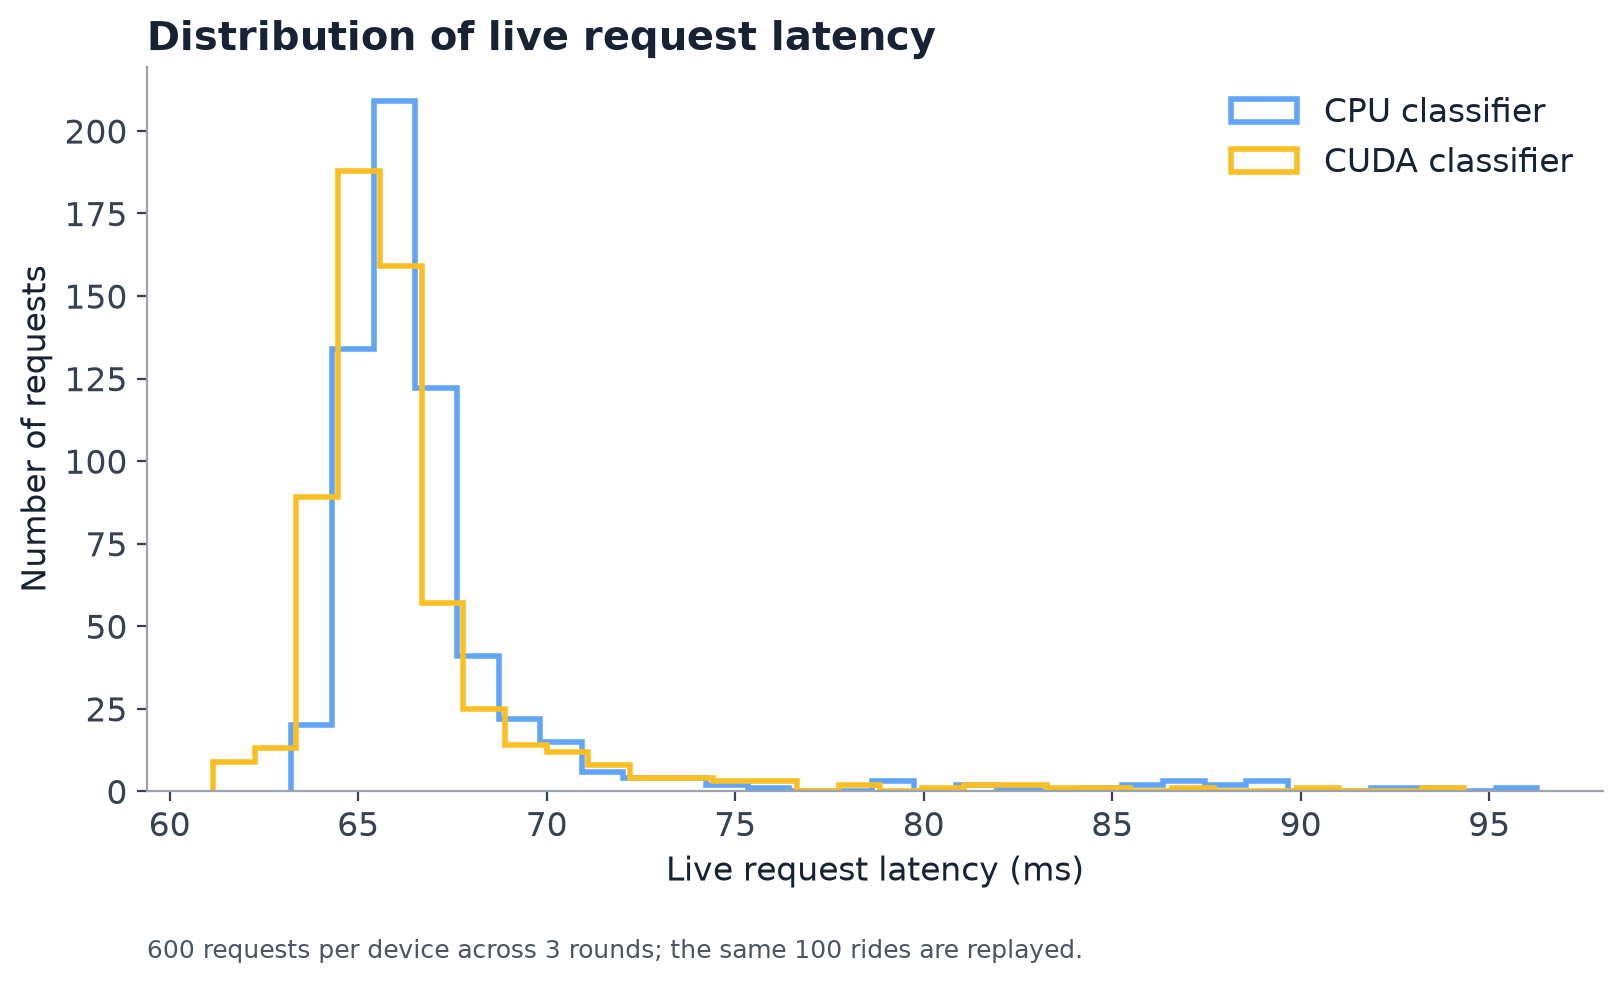 Distribution of live request latency
CPU classifier
CUDA classifier
Number of requests
200
175
150
125
100
75
50
25
0
60 65 70 75 80 85 90 95
Live request latency (ms)
600 requests per device across 3 rounds; the same 100 rides are replayed.